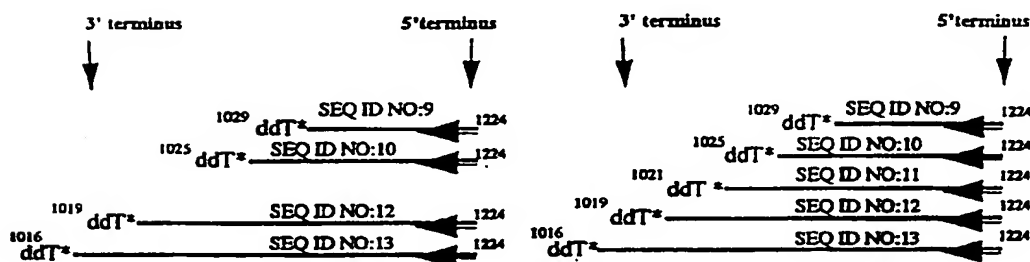 3' terminus
5'terminus
1029 ddT* SEQ ID NO:9 1224
1025 ddT* SEQ ID NO:10 1224
1019 ddT* SEQ ID NO:12 1224
1016 ddT* SEQ ID NO:13 1224
3' terminus
5'terminus
1029 ddT* SEQ ID NO:9 1224
1025 ddT* SEQ ID NO:10 1224
1021 ddT * SEQ ID NO:11 1224
1019 ddT* SEQ ID NO:12 1224
1016 ddT* SEQ ID NO:13 1224